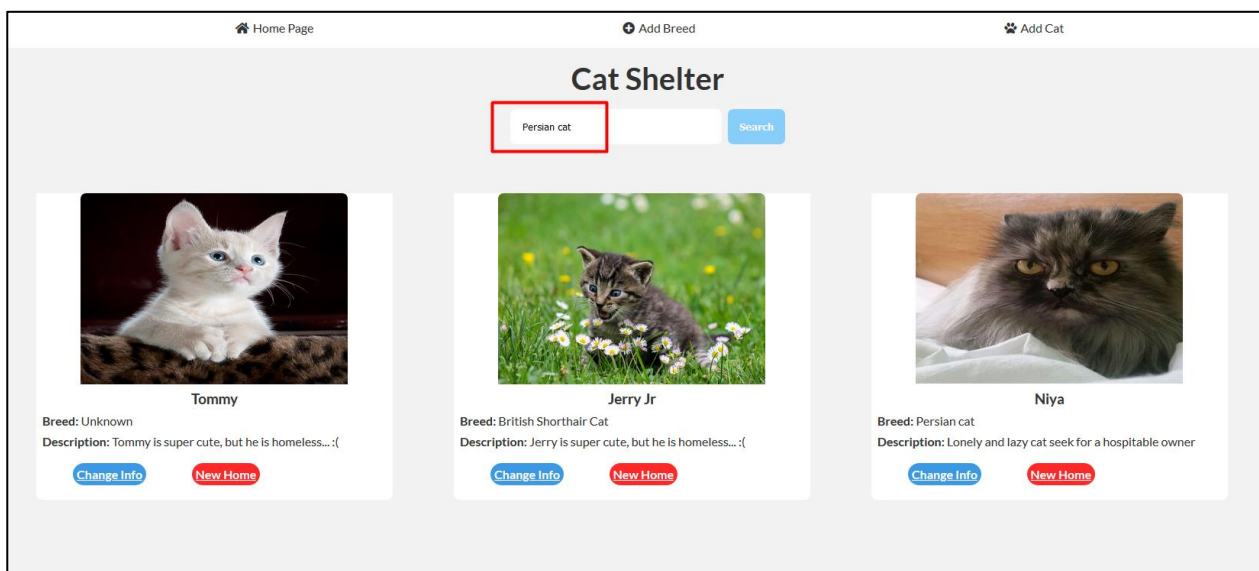 Home Page
Add Breed
Add Cat
Cat Shelter
Persian cat
Search
Tommy
Breed: Unknown
Description: Tommy is super cute, but he is homeless... :(
Change Info
New Home
Jerry Jr
Breed: British Shorthair Cat
Description: Jerry is super cute, but he is homeless... :(
Change Info
New Home
Niya
Breed: Persian cat
Description: Lonely and lazy cat seek for a hospitable owner
Change Info
New Home